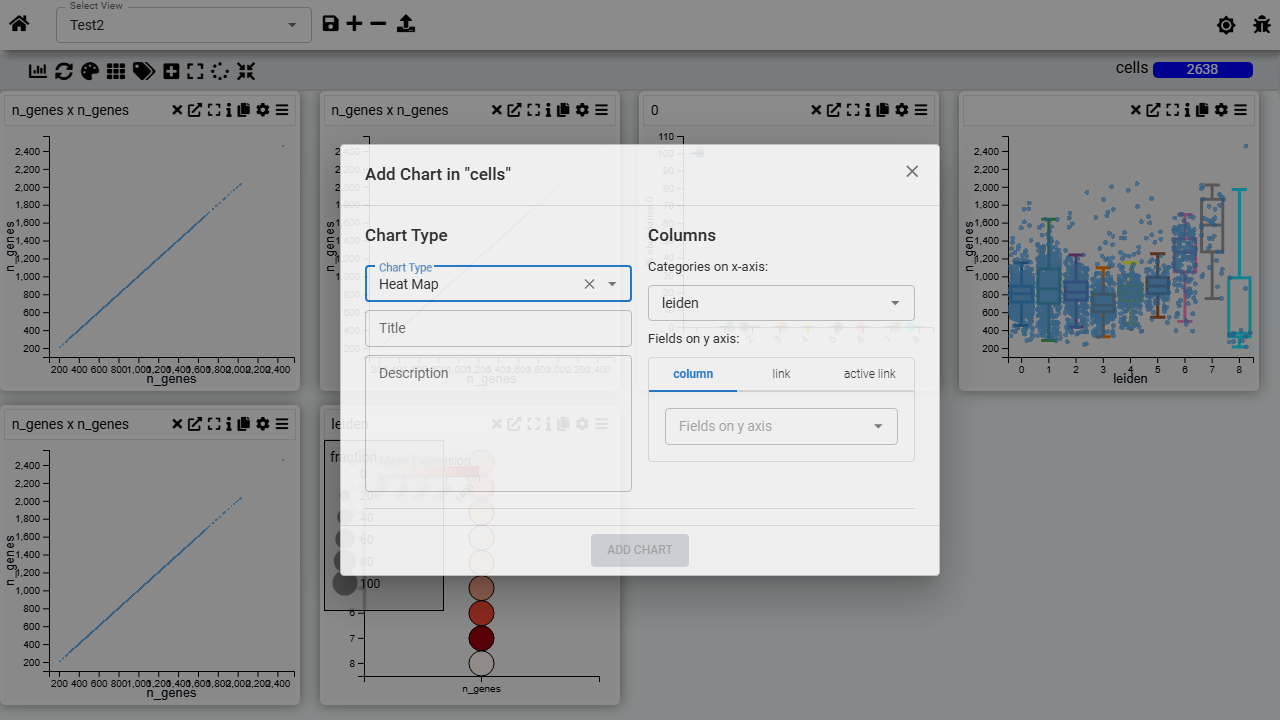 Select View
Test2
cells 2638
n_genes x n_genes
2,400
2,200
2,000
1,800
1,600
1,400
1,200
1,000
800
600
400
200
n_genes
200 400 600 800 1,000 1,200 1,400 1,600 1,800 2,000 2,200 2,400
n_genes
n_genes x n_genes
n_genes
0
110
100
2,400
2,200
2,000
1,800
1,600
1,400
1,200
1,000
800
600
400
200
n_genes
0 1 2 3 4 5 6 7 8
leiden
Add Chart in "cells"
Chart Type
Chart Type
Heat Map
Title
Description
Columns
Categories on x-axis:
leiden
Fields on y axis:
column link active link
Fields on y axis
ADD CHART
n_genes x n_genes
2,400
2,200
2,000
1,800
1,600
1,400
1,200
1,000
800
600
400
200
n_genes
200 400 600 800 1,000 1,200 1,400 1,600 1,800 2,000 2,200 2,400
n_genes
leiden
fraction
Mean Expression
0
20
40
60
80
100
6
7
8
n_genes